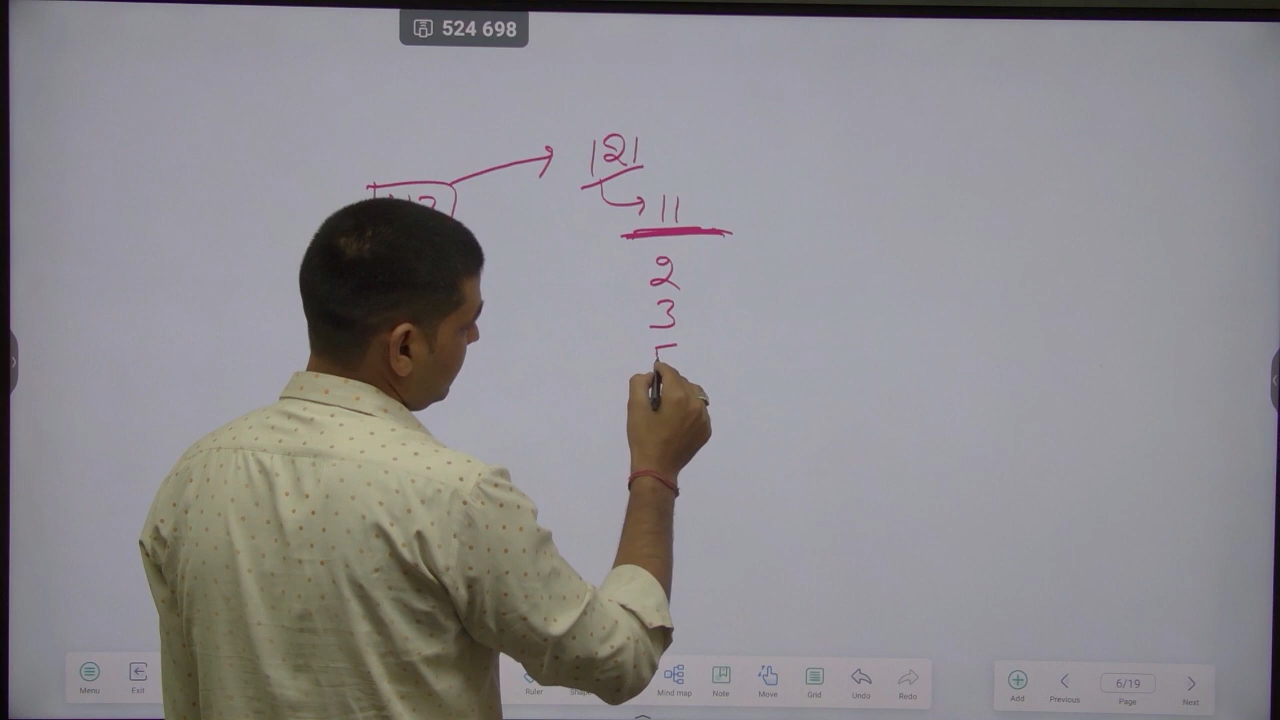 524 698
121
11
2
3
Menu
Exit
Ruler
Mind map
Note
Move
Grid
Undo
Redo
Add
Previous
6/19
Page
Next